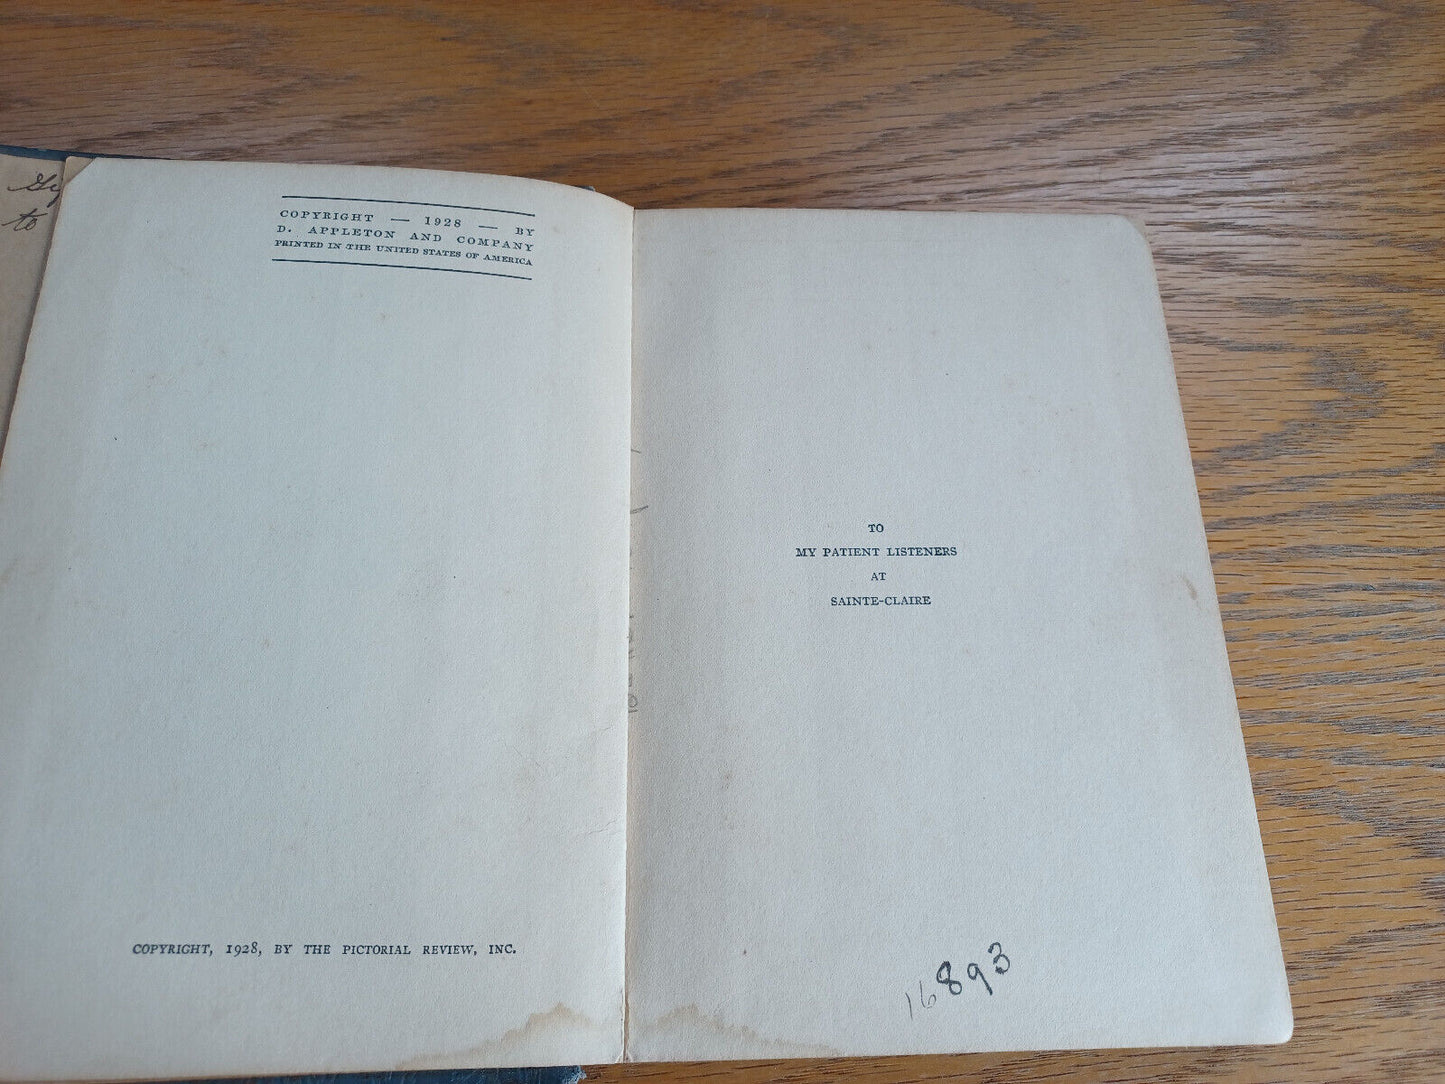 to
COPYRIGHT — 1928 — BY
D. APPLETON AND COMPANY
PRINTED IN THE UNITED STATES OF AMERICA
COPYRIGHT, 1928, BY THE PICTORIAL REVIEW, INC.
TO
MY PATIENT LISTENERS
AT
SAINTE-CLAIRE
16893